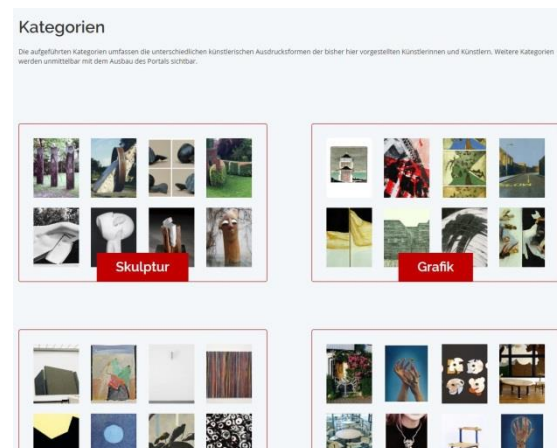 Kategorien
Die aufgeführten Kategorien umfassen die unterschiedlichen künstlerischen Ausdrucksformen der bisher hier vorgestellten Künstlerinnen und Künstlern. Weitere Kategorien
werden unmittelbar mit dem Ausbau des Portals sichtbar.
Skulptur
Grafik